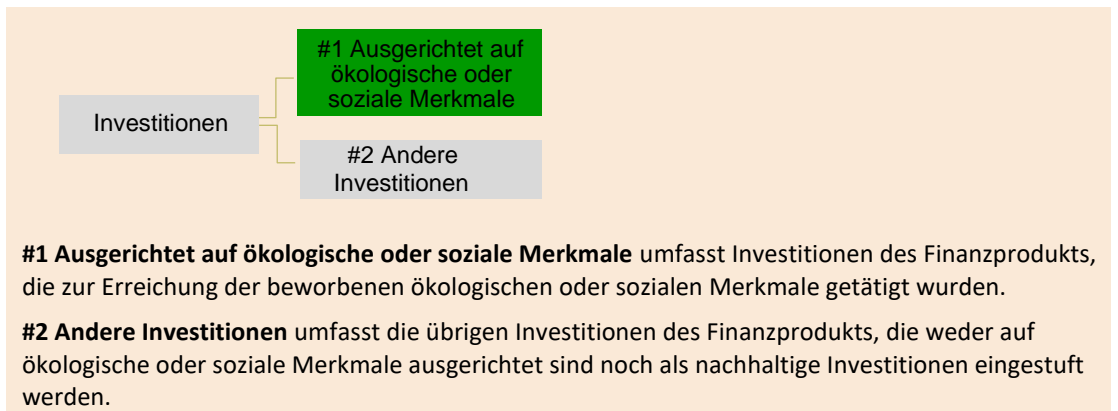 #1 Ausgerichtet auf
ökologische oder
soziale Merkmale
Investitionen
#2 Andere
Investitionen
#1 Ausgerichtet auf ökologische oder soziale Merkmale umfasst Investitionen des Finanzprodukts,
die zur Erreichung der beworbenen ökologischen oder sozialen Merkmale getätigt wurden.
#2 Andere Investitionen umfasst die übrigen Investitionen des Finanzprodukts, die weder auf
ökologische oder soziale Merkmale ausgerichtet sind noch als nachhaltige Investitionen eingestuft
werden.